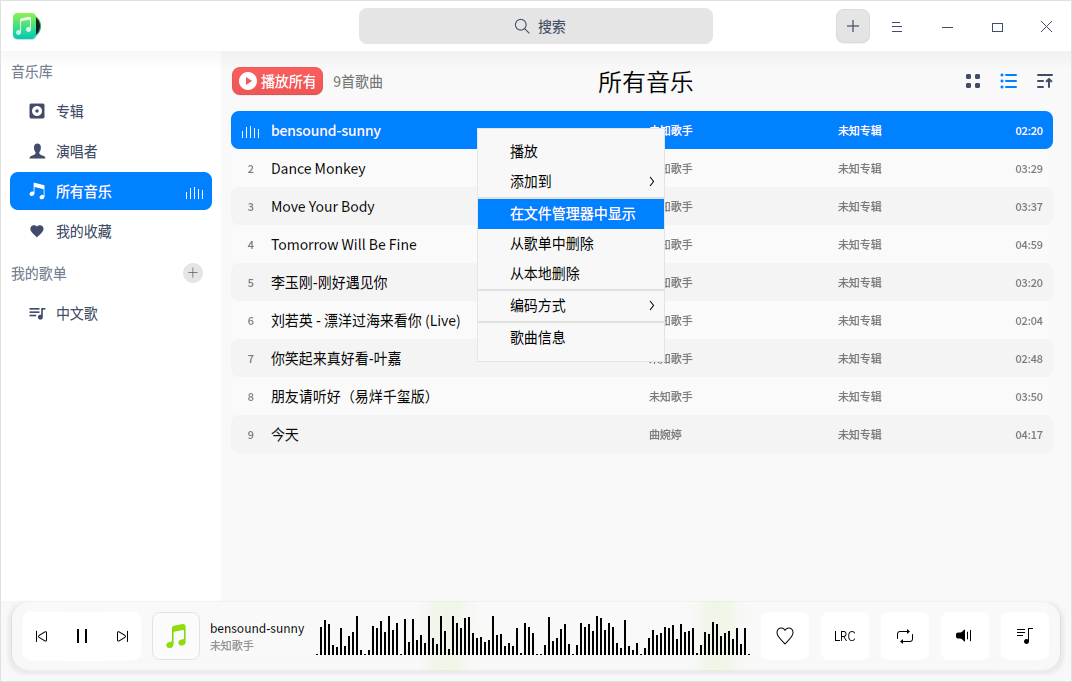 搜索
音乐库
专辑
演唱者
所有音乐
我的收藏
我的歌单
中文歌
播放所有 9首歌曲 所有音乐
bensound-sunny 未知歌手 未知专辑 02:20
2 Dance Monkey 未知歌手 未知专辑 03:29
3 Move Your Body 未知歌手 未知专辑 03:37
4 Tomorrow Will Be Fine 未知歌手 未知专辑 04:59
5 李玉刚-刚好遇见你 未知歌手 未知专辑 03:20
6 刘若英 - 漂洋过海来看你 (Live) 未知歌手 未知专辑 02:04
7 你笑起来真好看-叶嘉 未知歌手 未知专辑 02:48
8 朋友请听好（易烊千玺版） 未知歌手 未知专辑 03:50
9 今天 曲婉婷 未知专辑 04:17
播放
添加到
在文件管理器中显示
从歌单中删除
从本地删除
编码方式
歌曲信息
bensound-sunny
未知歌手
LRC